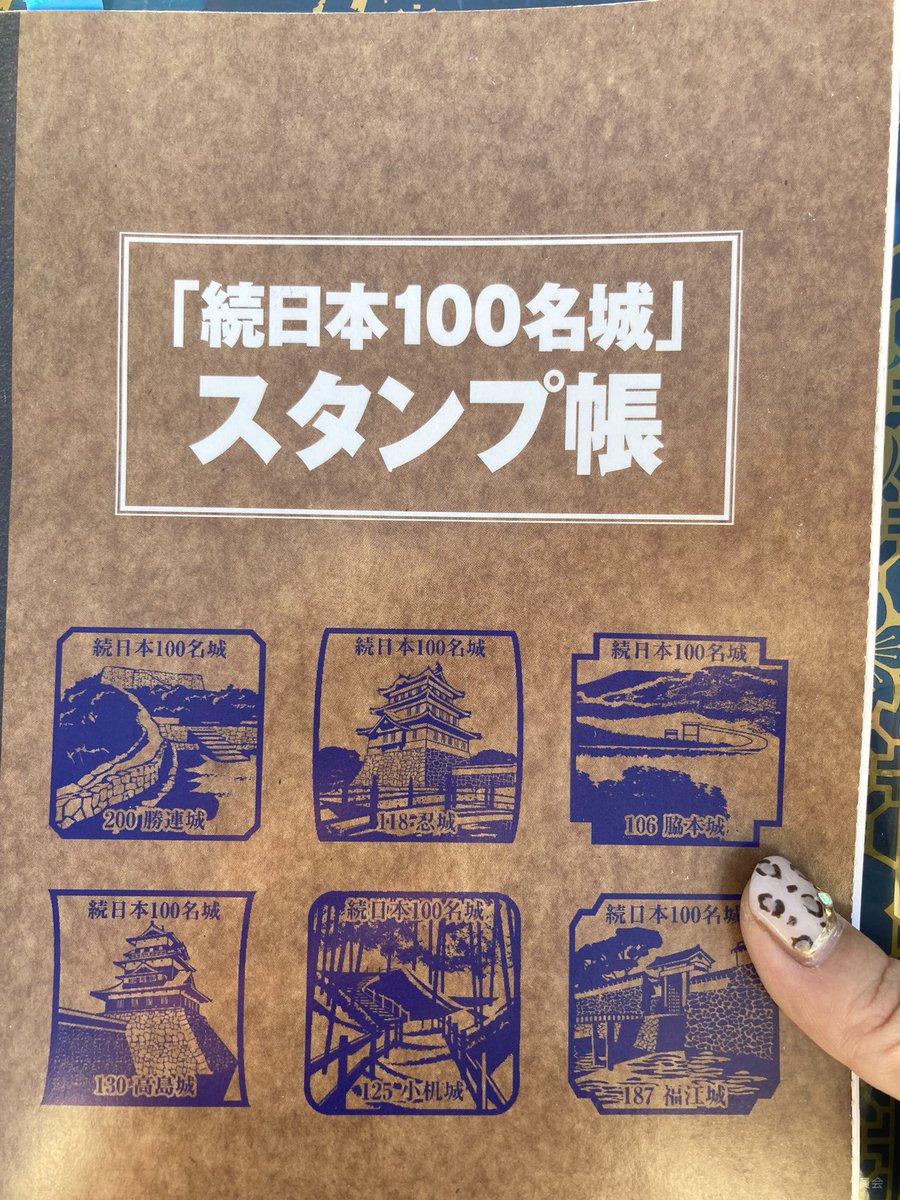 「続日本100名城」
スタンプ帳
続日本100名城
200 勝連城
続日本100名城
118 忍城
続日本100名城
106 脇本城
続日本100名城
130 高島城
続日本100名城
125 小机城
続日本100名城
187 福江城